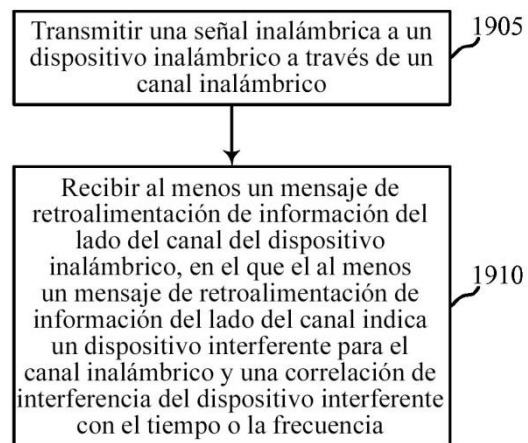 Transmitir una señal inalámbrica a un
dispositivo inalámbrico a través de un
canal inalámbrico
1905
Recibir al menos un mensaje de
retroalimentación de información del
lado del canal del dispositivo
inalámbrico, en el que el al menos
un mensaje de retroalimentación de
información del lado del canal indica
un dispositivo interferente para el
canal inalámbrico y una correlación de
interferencia del dispositivo interferente
con el tiempo o la frecuencia
1910